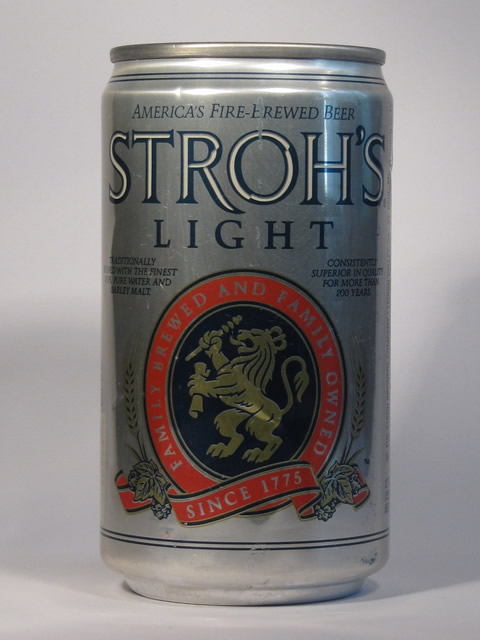 AMERICA'S FIRE-BREWED BEER
STROH'S
LIGHT
TRADITIONALLY
WITH THE FINEST
PURE WATER AND
BARLEY MALT.
CONSISTENTLY
SUPERIOR IN QUALITY
FOR MORE THAN
200 YEARS.
FAMILY BREWED AND FAMILY OWNED
SINCE 1775